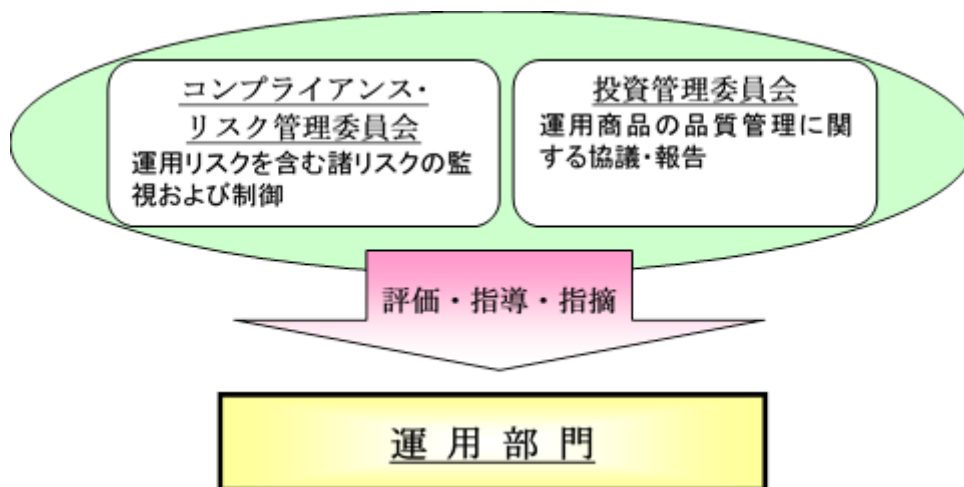 コンプライアンス・
リスク管理委員会
運用リスクを含む諸リスクの監
視および制御
投資管理委員会
運用商品の品質管理に関
する協議・報告
評価・指導・指摘
運用部門